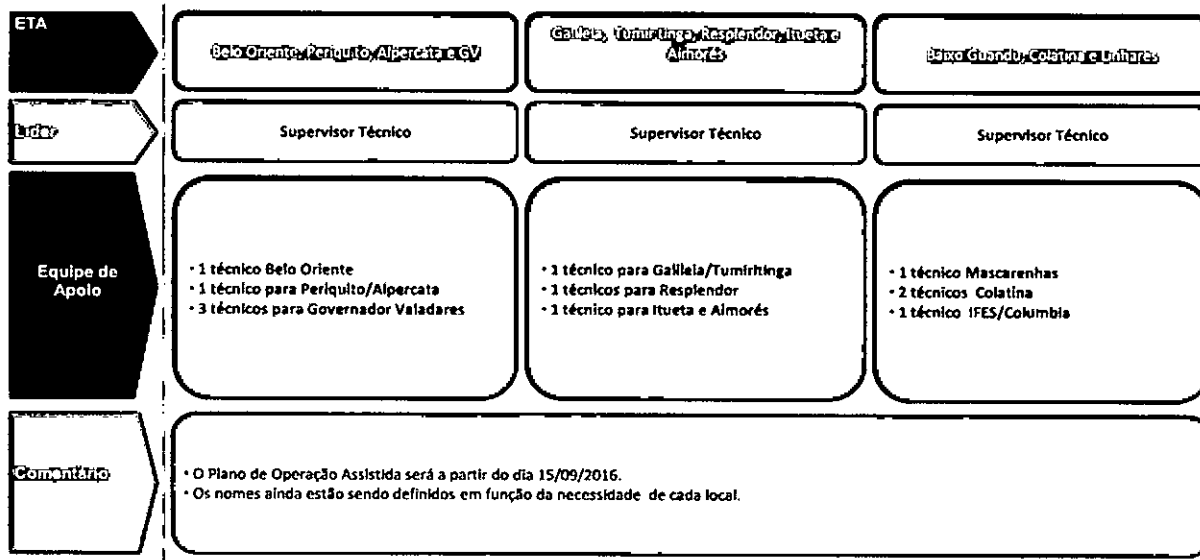 ETA
Belo Oriente, Periquito, Alpercata e GV
Galileia, Tumiritinga, Resplendor, Itueta e
Aimorés
Baixo Guandu, Colatina e Linhares
Líder
Supervisor Técnico
Supervisor Técnico
Supervisor Técnico
Equipe de
Apoio
• 1 técnico Belo Oriente
• 1 técnico para Periquito/Alpercata
• 3 técnicos para Governador Valadares
• 1 técnico para Galileia/Tumiritinga
• 1 técnicos para Resplendor
• 1 técnico para Itueta e Aimorés
• 1 técnico Mascarenhas
• 2 técnicos Colatina
• 1 técnico IFES/Columbia
Comentário
• O Plano de Operação Assistida será a partir do dia 15/09/2016.
• Os nomes ainda estão sendo definidos em função da necessidade de cada local.